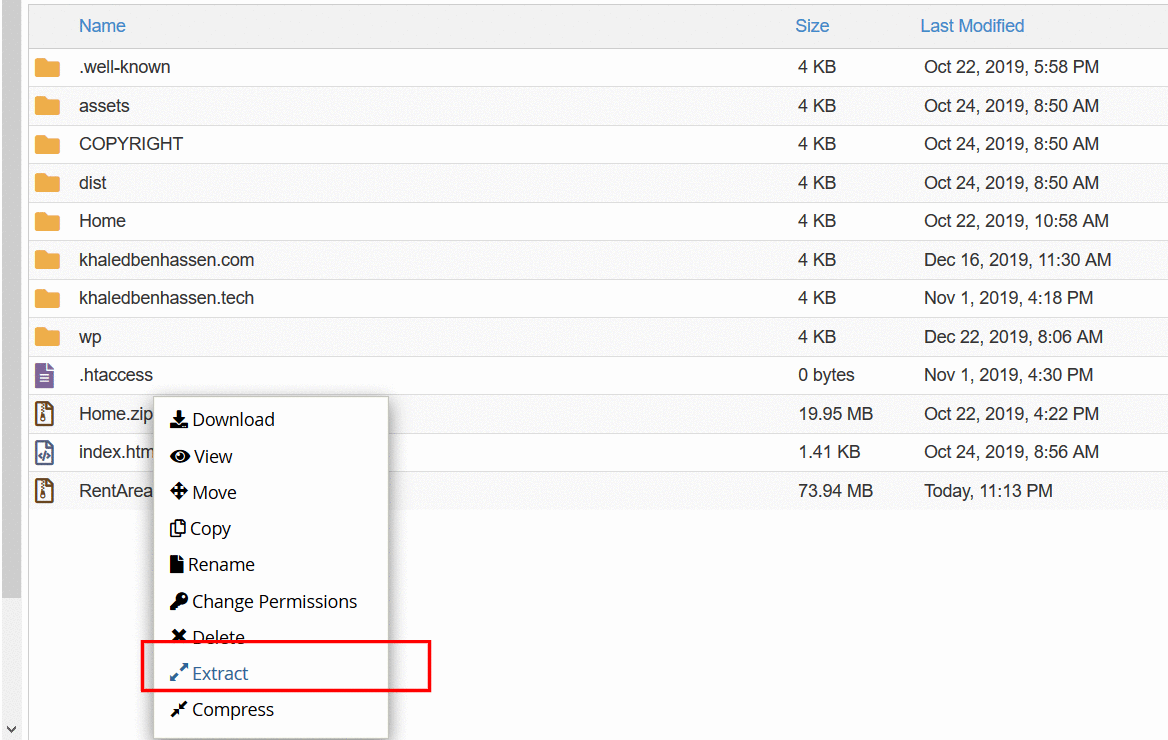 Name Size Last Modified
.well-known 4 KB Oct 22, 2019, 5:58 PM
assets 4 KB Oct 24, 2019, 8:50 AM
COPYRIGHT 4 KB Oct 24, 2019, 8:50 AM
dist 4 KB Oct 24, 2019, 8:50 AM
Home 4 KB Oct 22, 2019, 10:58 AM
khaledbenhassen.com 4 KB Dec 16, 2019, 11:30 AM
khaledbenhassen.tech 4 KB Nov 1, 2019, 4:18 PM
wp 4 KB Dec 22, 2019, 8:06 AM
.htaccess 0 bytes Nov 1, 2019, 4:30 PM
Home.zip 19.95 MB Oct 22, 2019, 4:22 PM
index.htm 1.41 KB Oct 24, 2019, 8:56 AM
RentArea 73.94 MB Today, 11:13 PM
Download
View
Move
Copy
Rename
Change Permissions
Delete
Extract
Compress